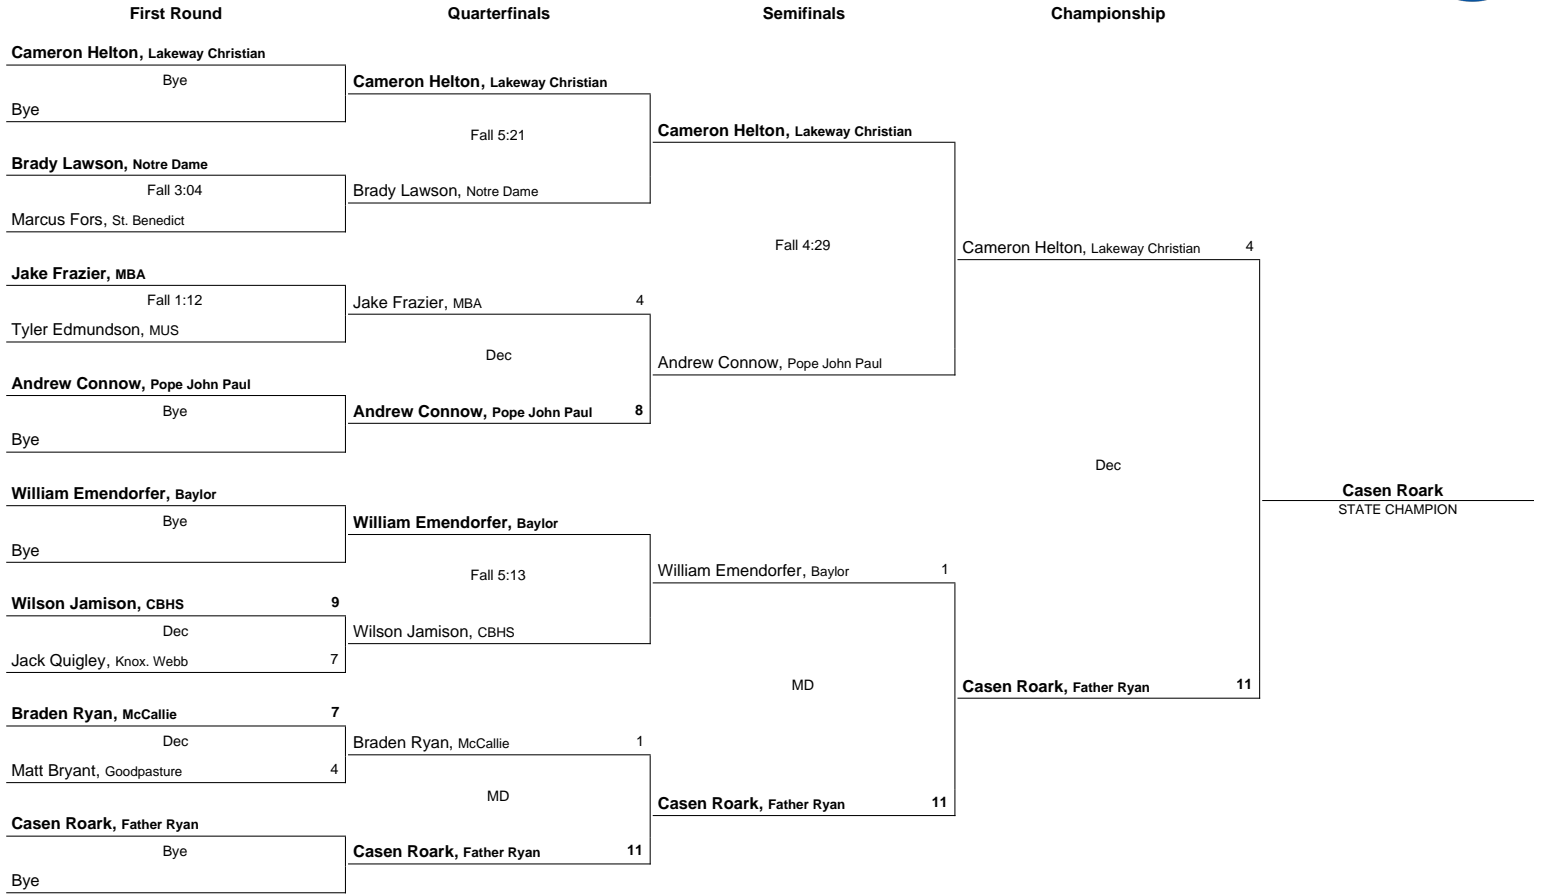 First Round Quarterfinals Semifinals Championship
Cameron Helton, Lakeway Christian
Bye
Bye
Brady Lawson, Notre Dame
Fall 3:04
Marcus Fors, St. Benedict
Jake Frazier, MBA
Fall 1:12
Tyler Edmundson, MUS
Andrew Connow, Pope John Paul
Bye
Bye
William Emendorfer, Baylor
Bye
Bye
Wilson Jamison, CBHS 9
Dec
Jack Quigley, Knox. Webb 7
Braden Ryan, McCallie 7
Dec
Matt Bryant, Goodpasture 4
Casen Roark, Father Ryan
Bye
Bye
Cameron Helton, Lakeway Christian
Fall 5:21
Brady Lawson, Notre Dame
Jake Frazier, MBA 4
Dec
Andrew Connow, Pope John Paul 8
William Emendorfer, Baylor
Fall 5:13
Wilson Jamison, CBHS
Braden Ryan, McCallie 1
MD
Casen Roark, Father Ryan 11
Cameron Helton, Lakeway Christian
Fall 4:29
Andrew Connow, Pope John Paul
William Emendorfer, Baylor 1
MD
Casen Roark, Father Ryan 11
Cameron Helton, Lakeway Christian 4
Dec
Casen Roark, Father Ryan 11
Casen Roark
STATE CHAMPION